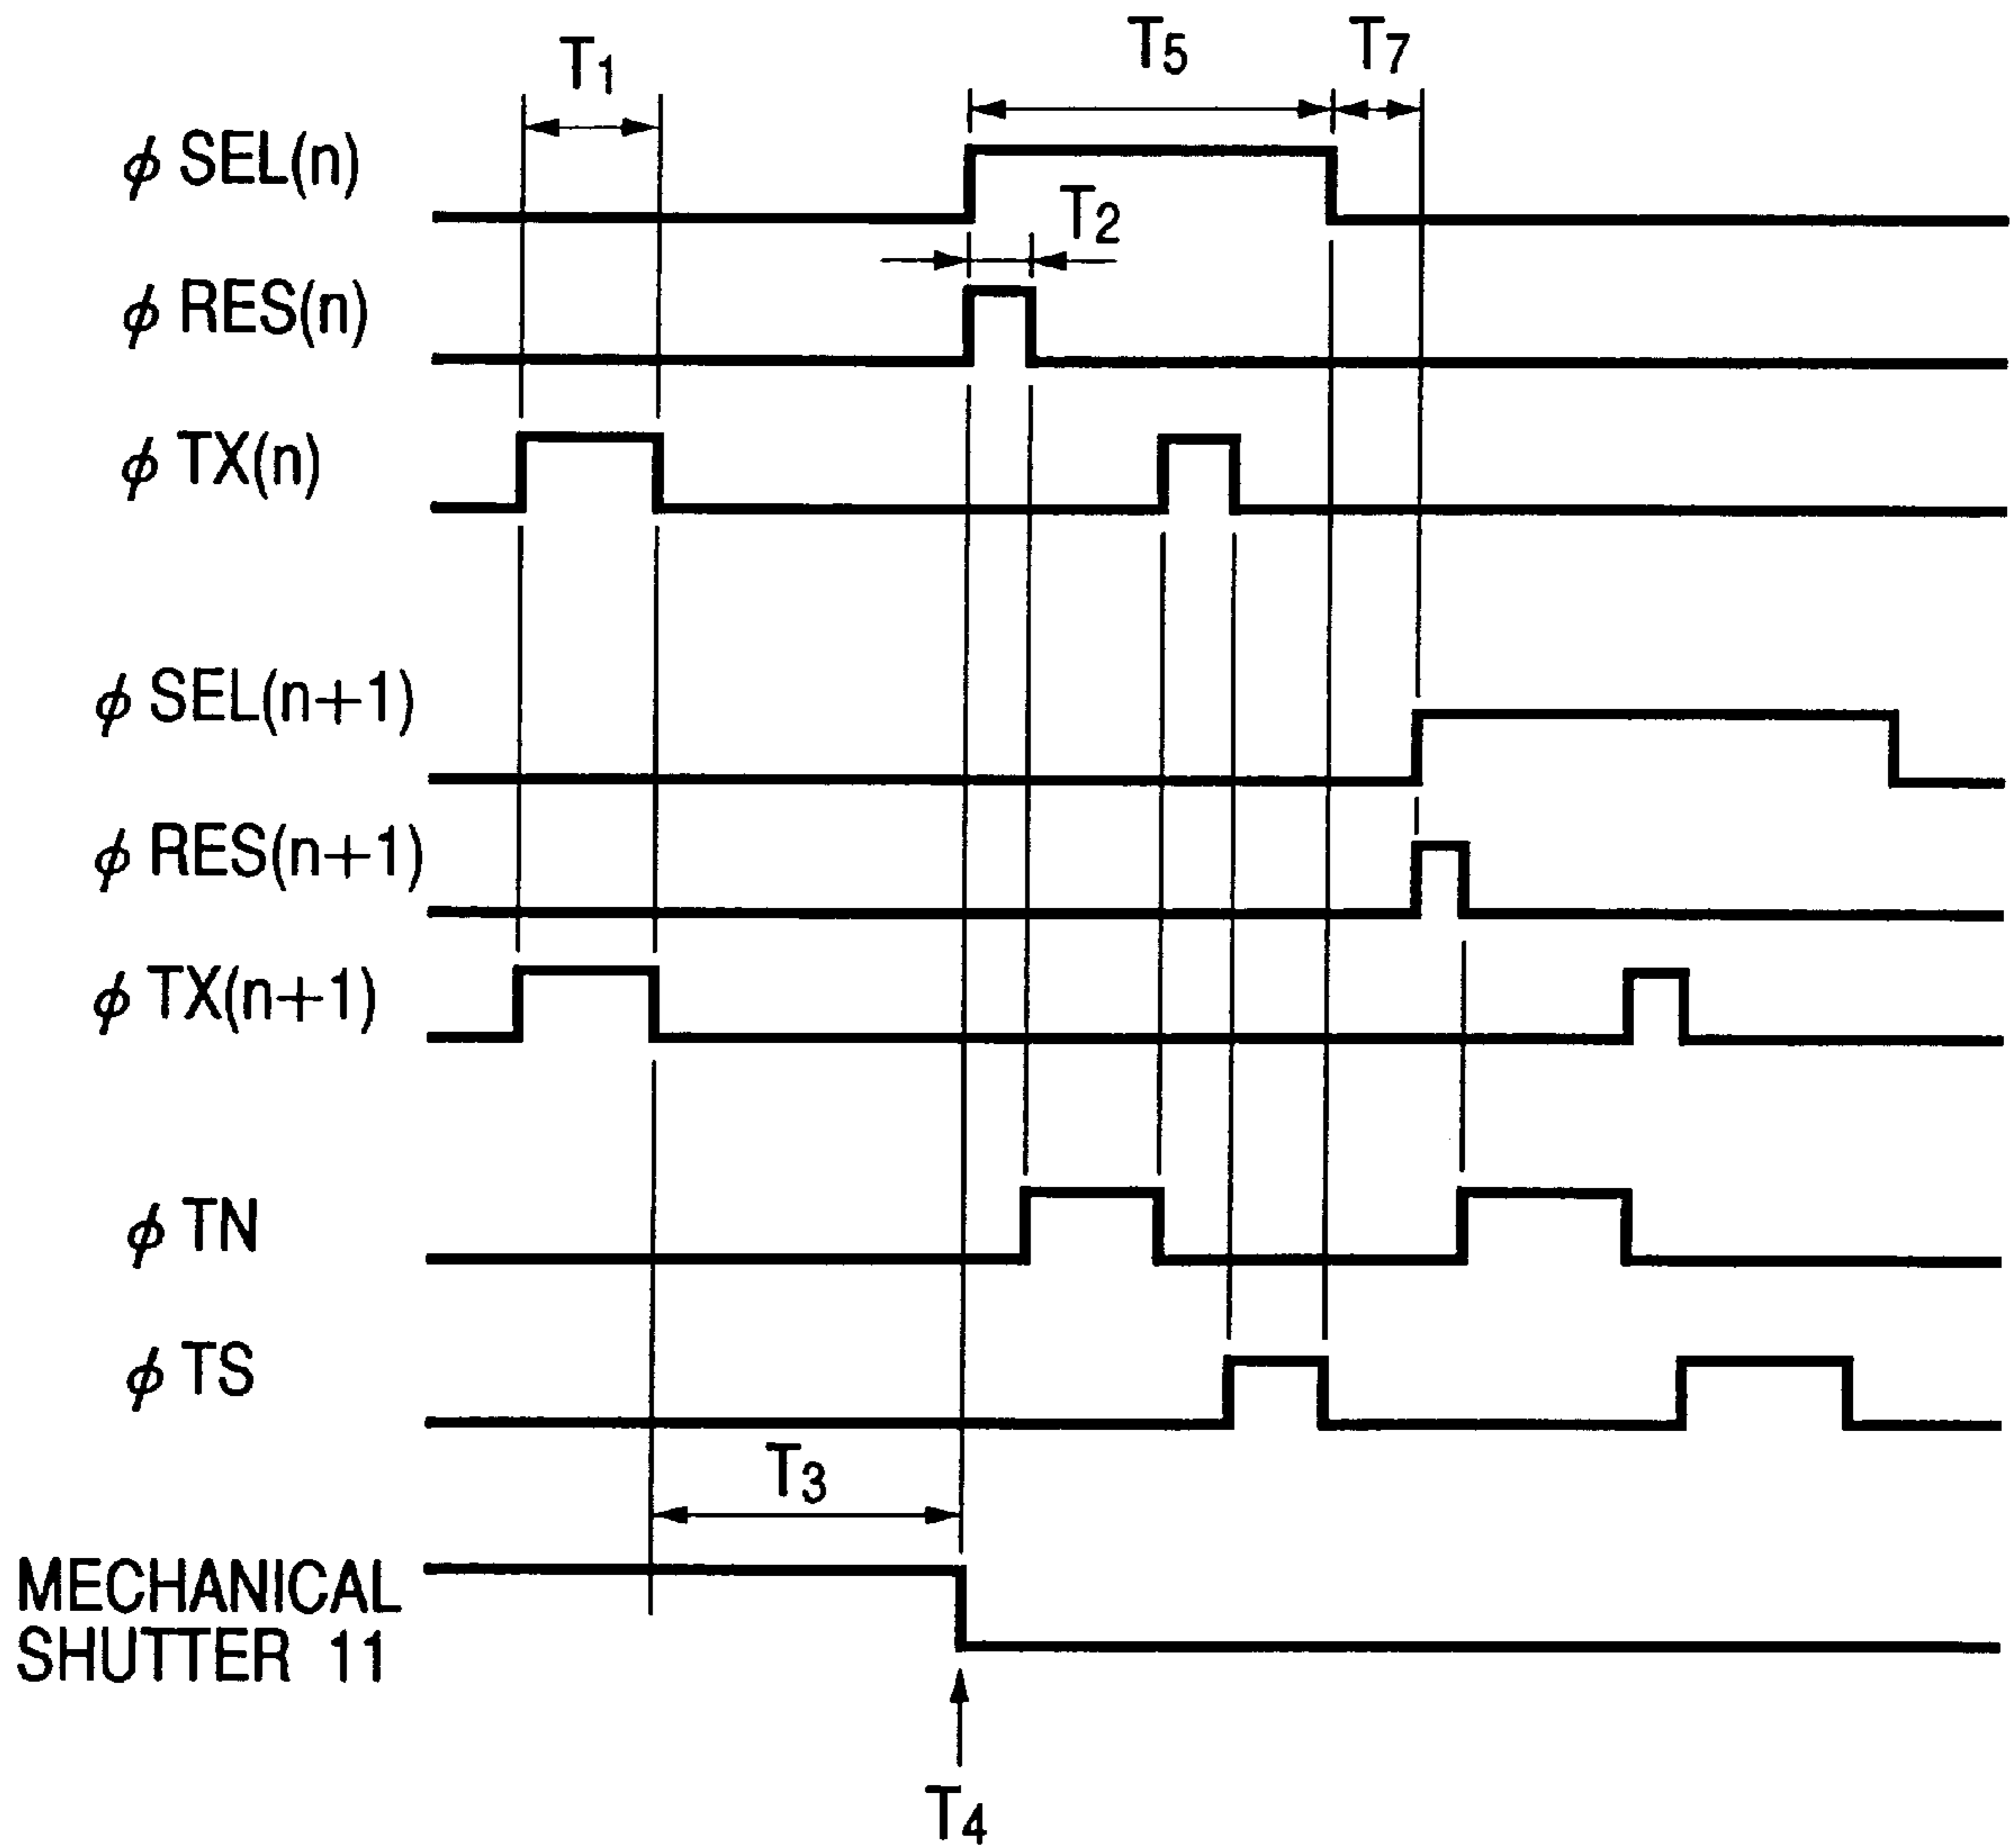 T1
T5
T7
ϕ SEL(n)
T2
ϕ RES(n)
ϕ TX(n)
ϕ SEL(n+1)
ϕ RES(n+1)
ϕ TX(n+1)
ϕ TN
ϕ TS
T3
MECHANICAL
SHUTTER 11
T4